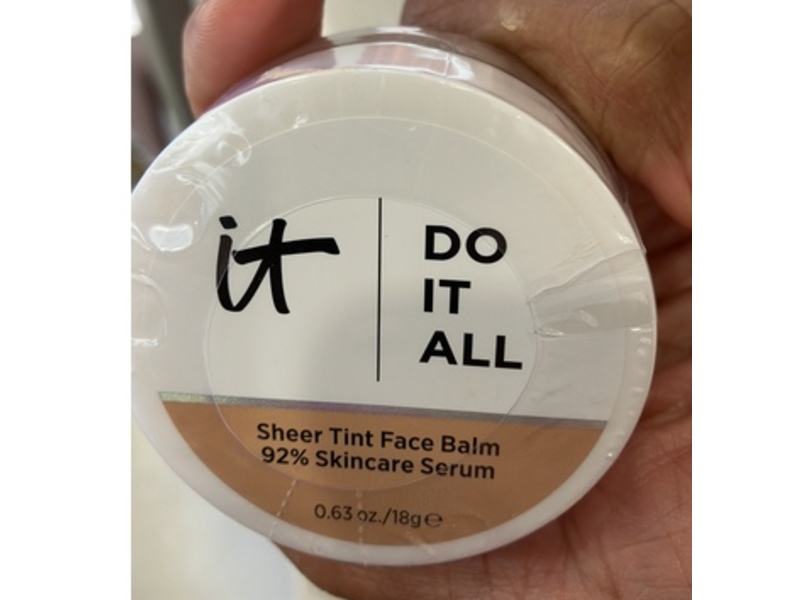 it
DO
IT
ALL
Sheer Tint Face Balm
92% Skincare Serum
0.63 oz./18g ℮